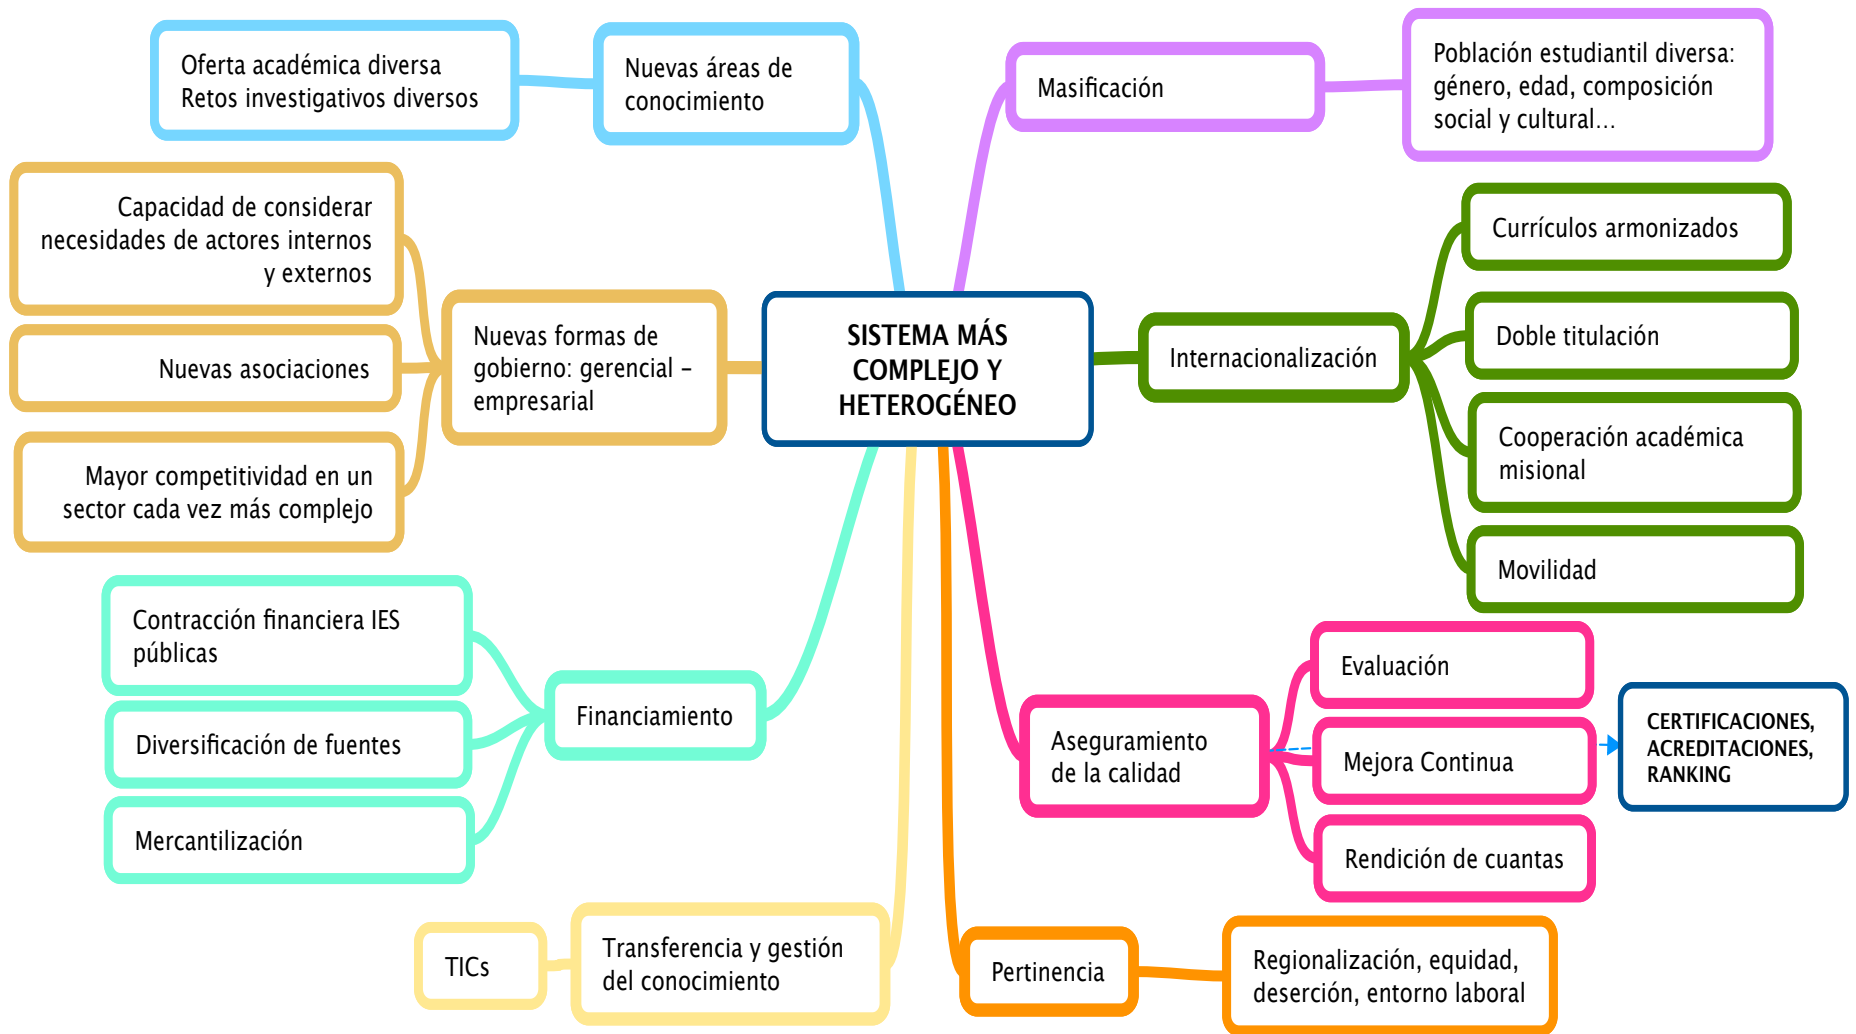 Oferta académica diversa
Retos investigativos diversos
Nuevas áreas de
conocimiento
Masificación
Población estudiantil diversa:
género, edad, composición
social y cultural...
Capacidad de considerar
necesidades de actores internos
y externos
Nuevas asociaciones
Mayor competitividad en un
sector cada vez más complejo
Nuevas formas de
gobierno: gerencial –
empresarial
SISTEMA MÁS
COMPLEJO Y
HETEROGÉNEO
Internacionalización
Currículos armonizados
Doble titulación
Cooperación académica
misional
Movilidad
Contracción financiera IES
públicas
Diversificación de fuentes
Mercantilización
Financiamiento
Aseguramiento
de la calidad
Evaluación
Mejora Continua
Rendición de cuantas
CERTIFICACIONES,
ACREDITACIONES,
RANKING
TICs
Transferencia y gestión
del conocimiento
Pertinencia
Regionalización, equidad,
deserción, entorno laboral